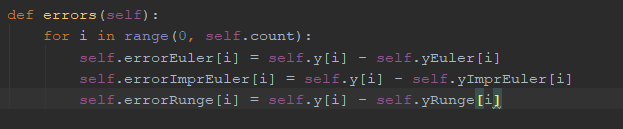 def errors(self):
    for i in range(0, self.count):
        self.errorEuler[i] = self.y[i] - self.yEuler[i]
        self.errorImprEuler[i] = self.y[i] - self.yImprEuler[i]
        self.errorRunge[i] = self.y[i] - self.yRunge[i]